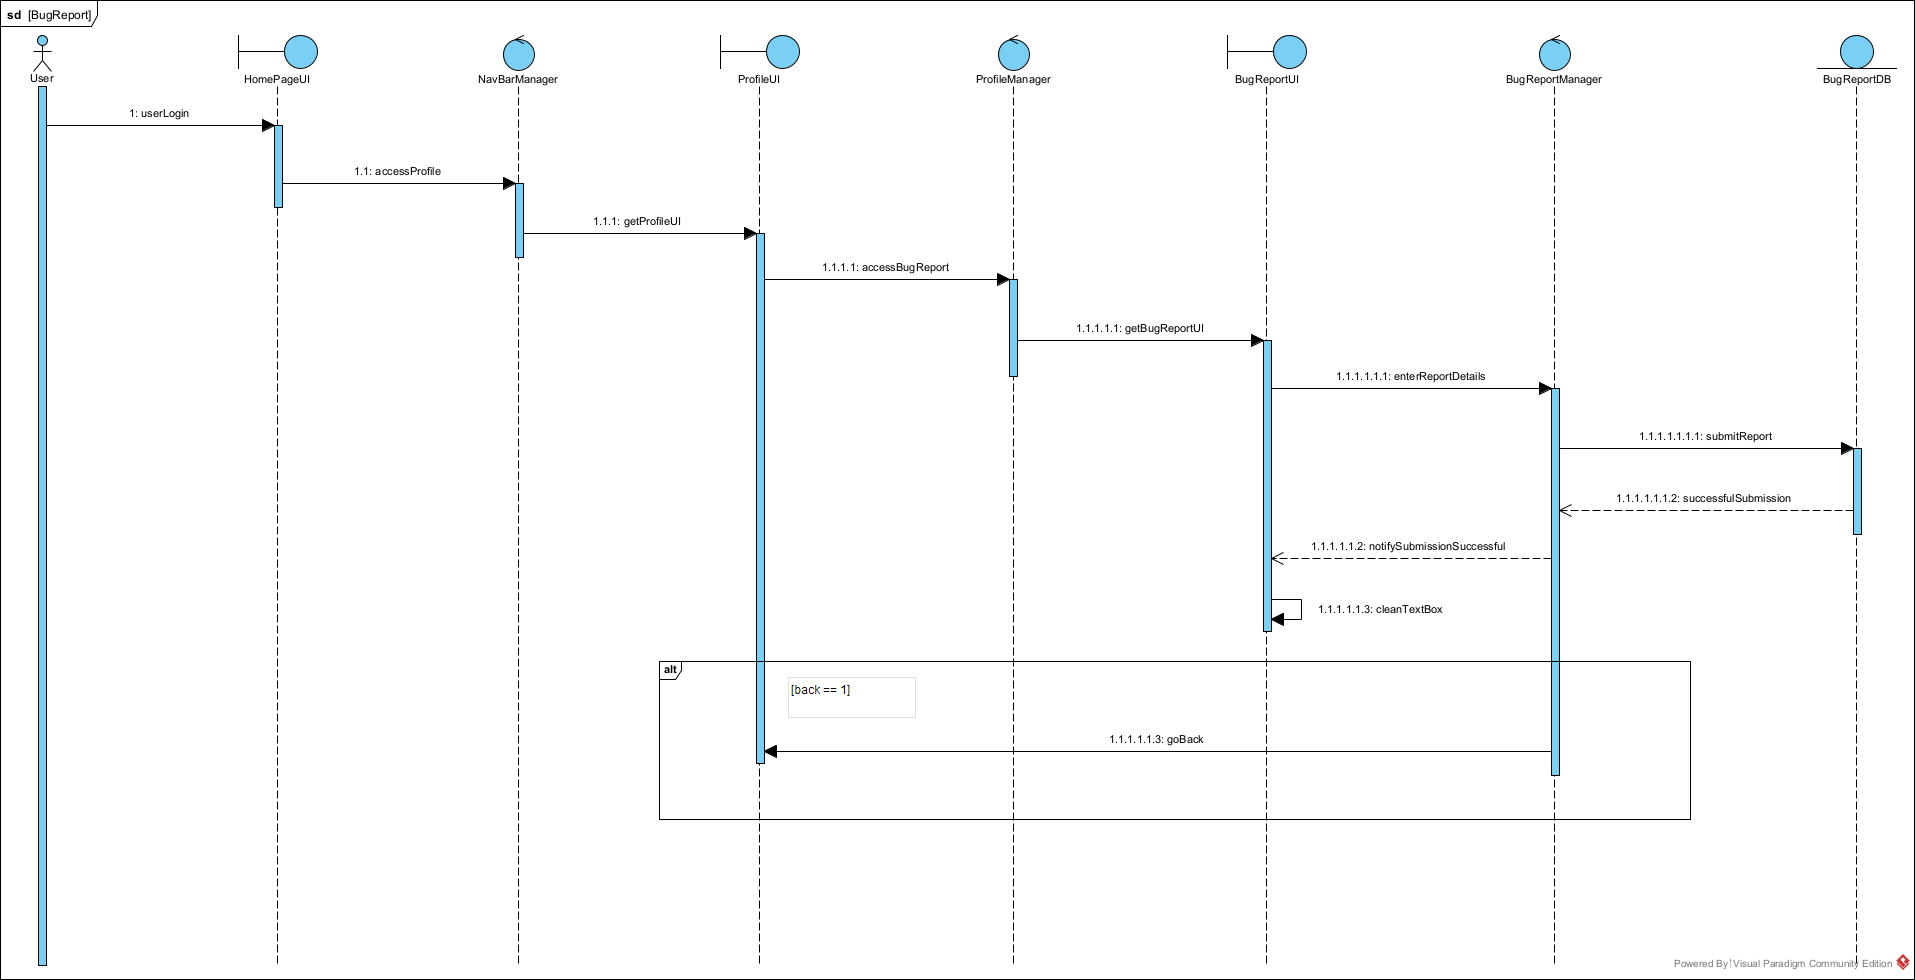 sd [BugReport]
User
HomePageUI
NavBarManager
ProfileUI
ProfileManager
BugReportUI
BugReportManager
BugReportDB
1: userLogin
1.1: accessProfile
1.1.1: getProfileUI
1.1.1.1: accessBugReport
1.1.1.1.1: getBugReportUI
1.1.1.1.1.1: enterReportDetails
1.1.1.1.1.1.1: submitReport
1.1.1.1.1.1.2: successfulSubmission
1.1.1.1.1.2: notifySubmissionSuccessful
1.1.1.1.1.3: cleanTextBox
alt
[back == 1]
1.1.1.1.1.3: goBack
Powered By Visual Paradigm Community Edition